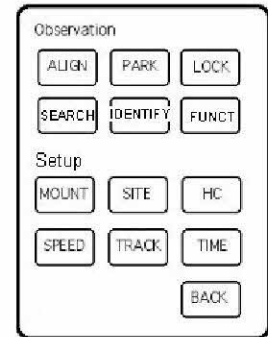 Observation
ALIGN PARK LOCK
SEARCH IDENTIFY FUNCT
Setup
MOUNT SITE HC
SPEED TRACK TIME
BACK